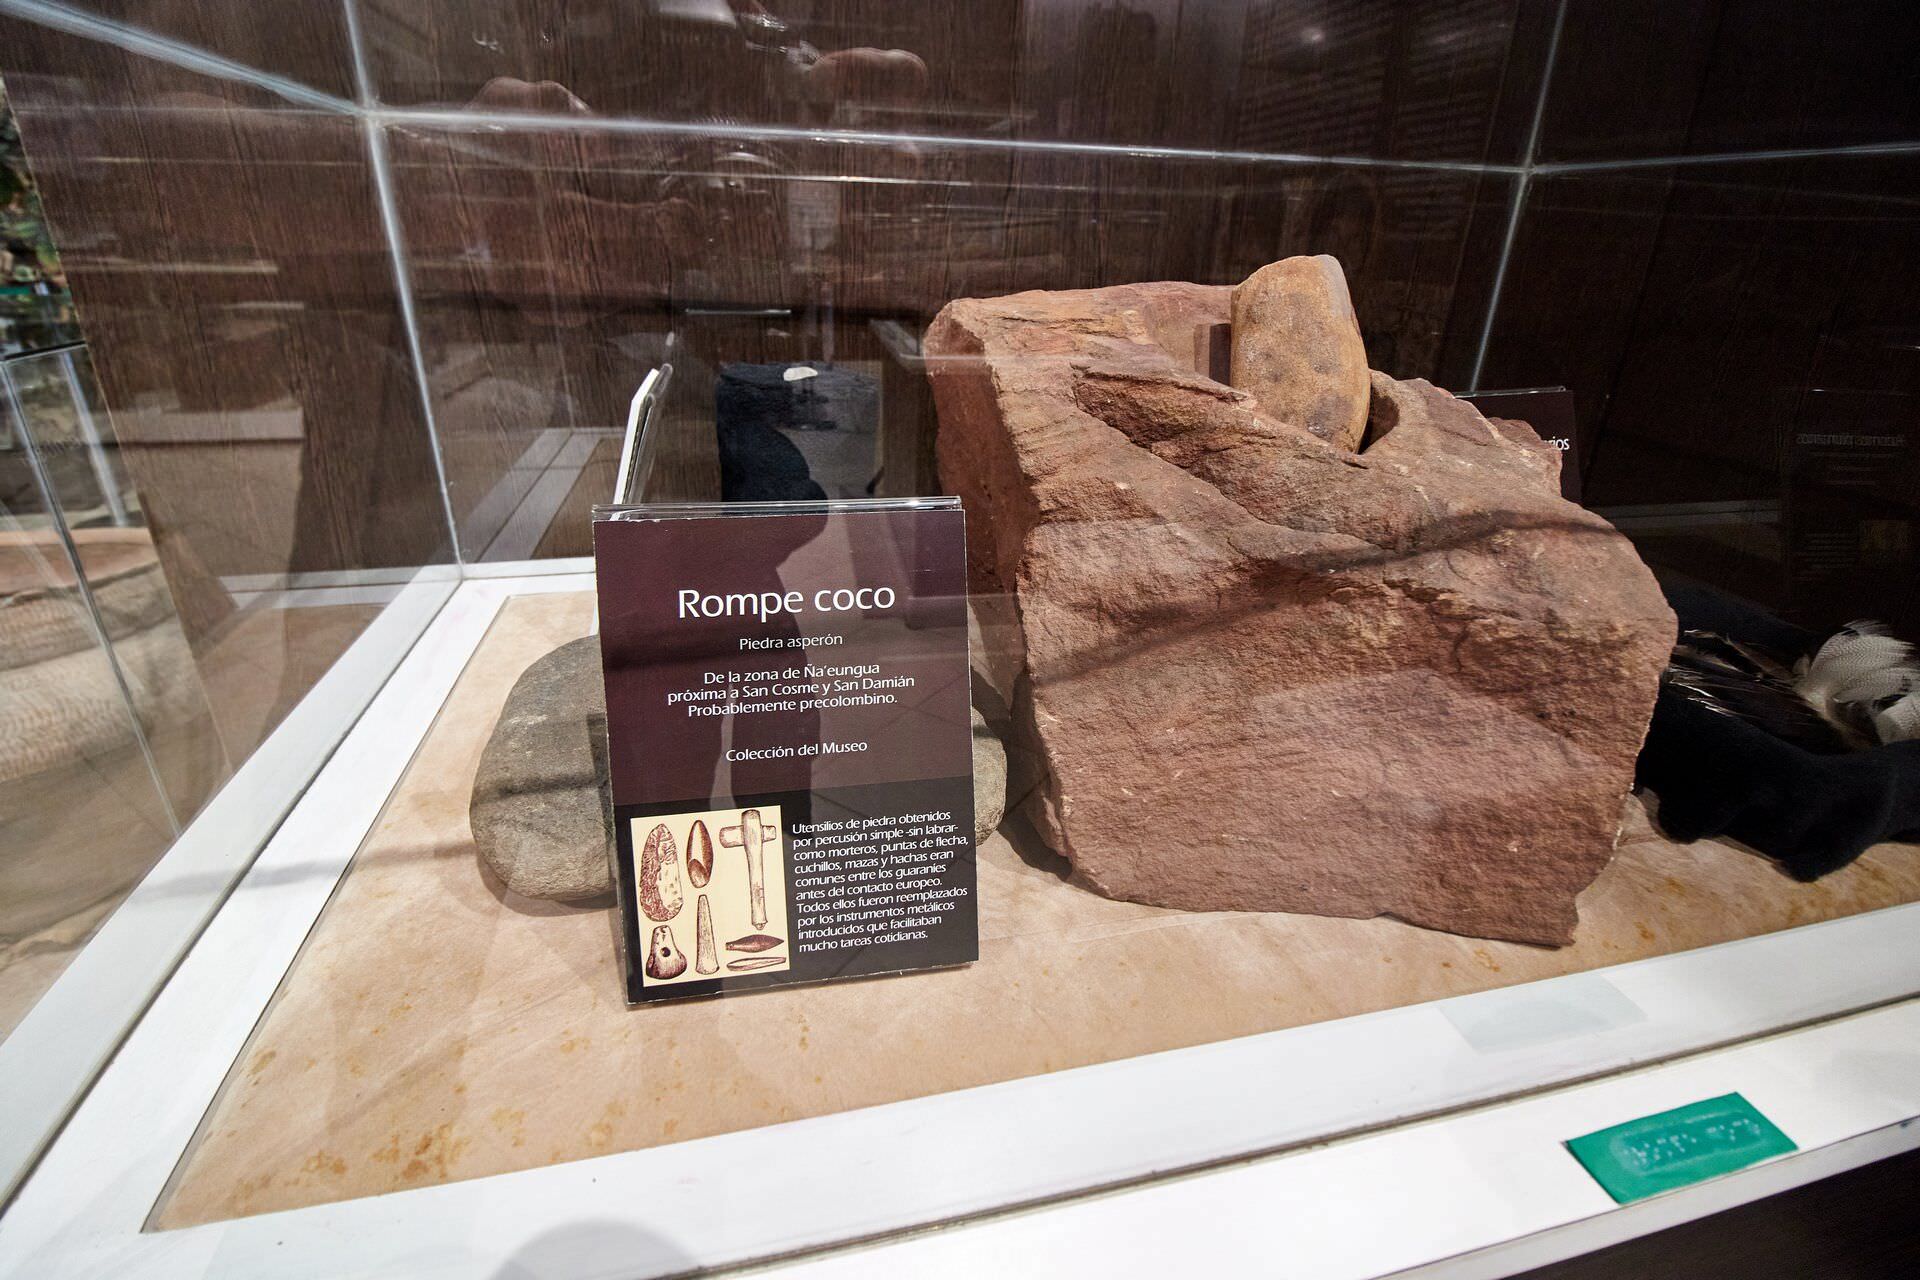 Rompe coco
Piedra asperón
De la zona de Ña'eungua
próxima a San Cosme y San Damián
Probablemente precolombino.
Colección del Museo
Utensilios de piedra obtenidos
por percusión simple -sin labrar-
como morteros, puntas de flecha,
cuchillos, mazas y hachas eran
comunes entre los guaraníes
antes del contacto europeo.
Todos ellos fueron reemplazados
por los instrumentos metálicos
introducidos que facilitaban
mucho tareas cotidianas.